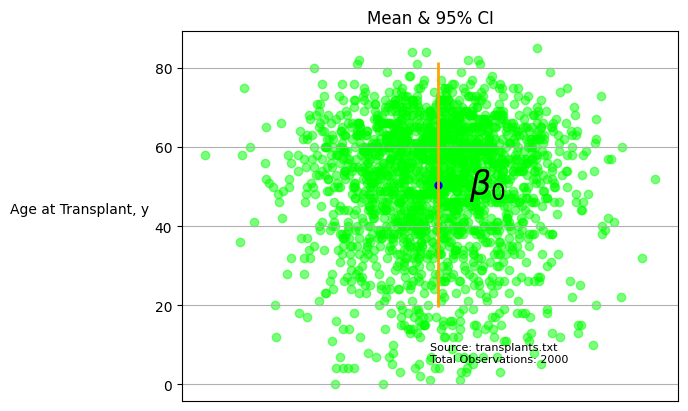 Mean & 95% CI
80
60
40
20
0
Age at Transplant, y
β0
Source: transplants.txt
Total Observations: 2000